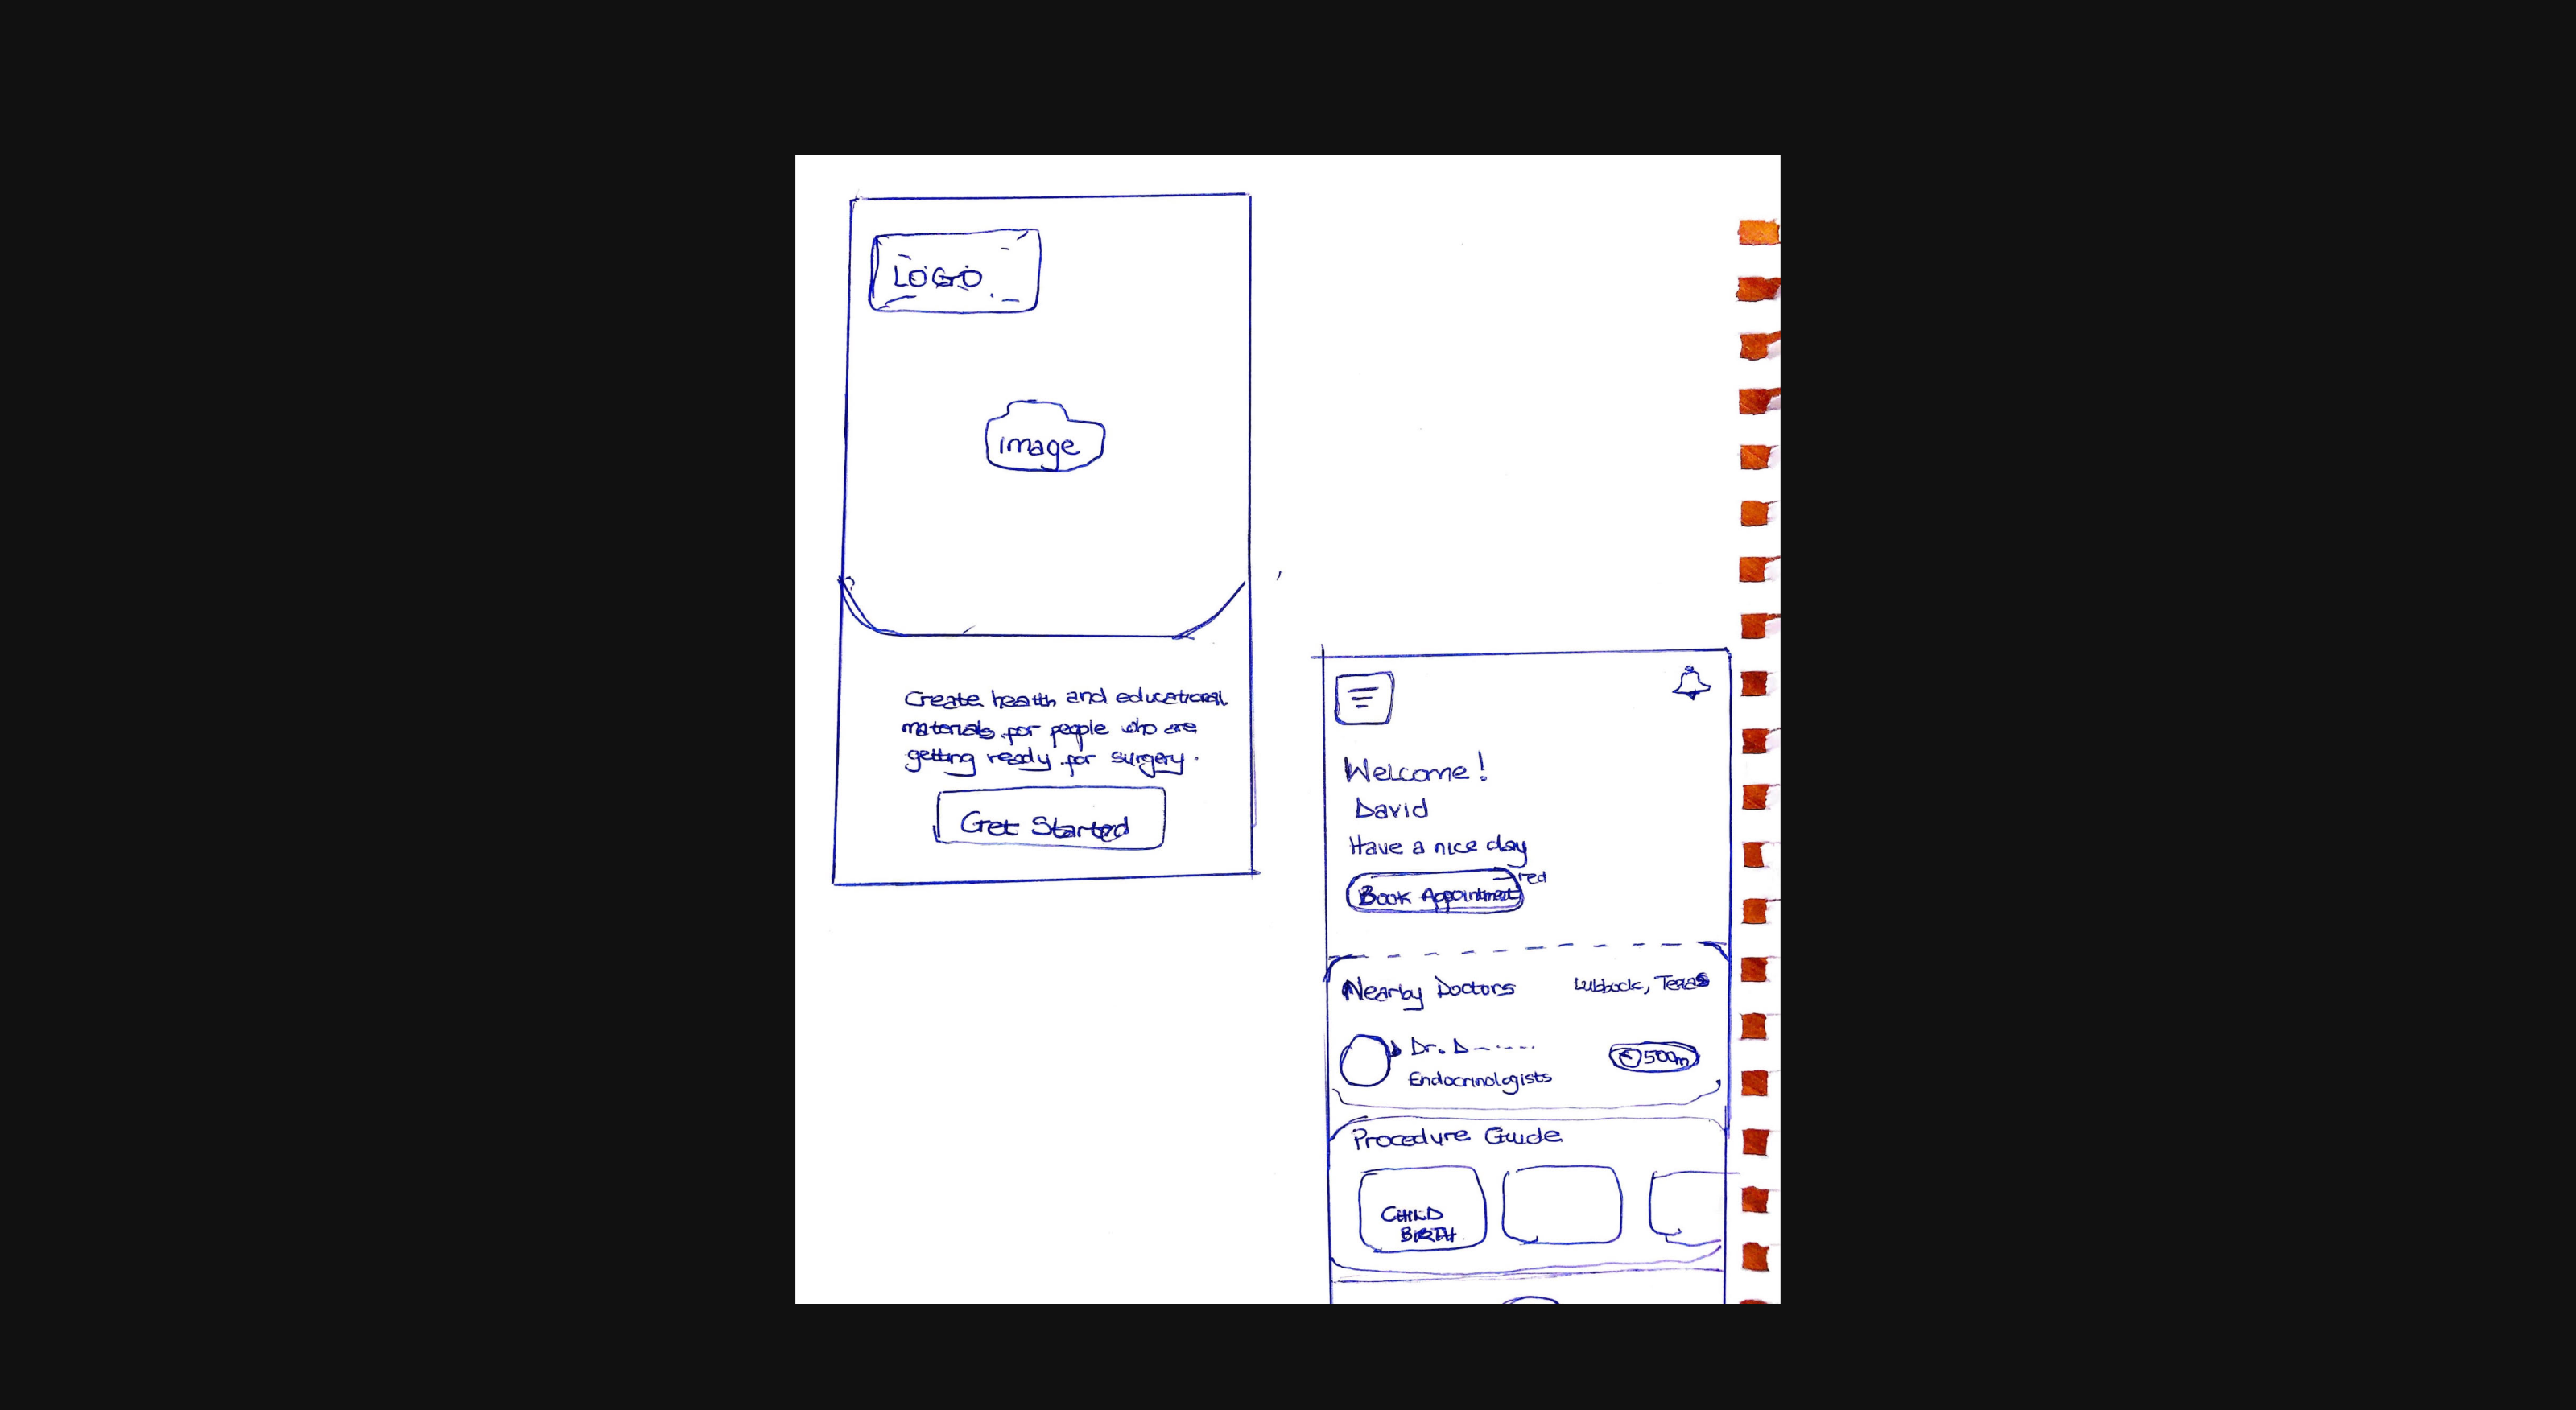 LOGO
image
Create health and educational
materials for people who are
getting ready for surgery.
Get Started
Welcome!
David
Have a nice day
red
Book Appointment
Nearby Doctors
Lubbock, Texas
Dr. D
500m
Endocrinologists
Procedure Guide
CHILD
BIRTH